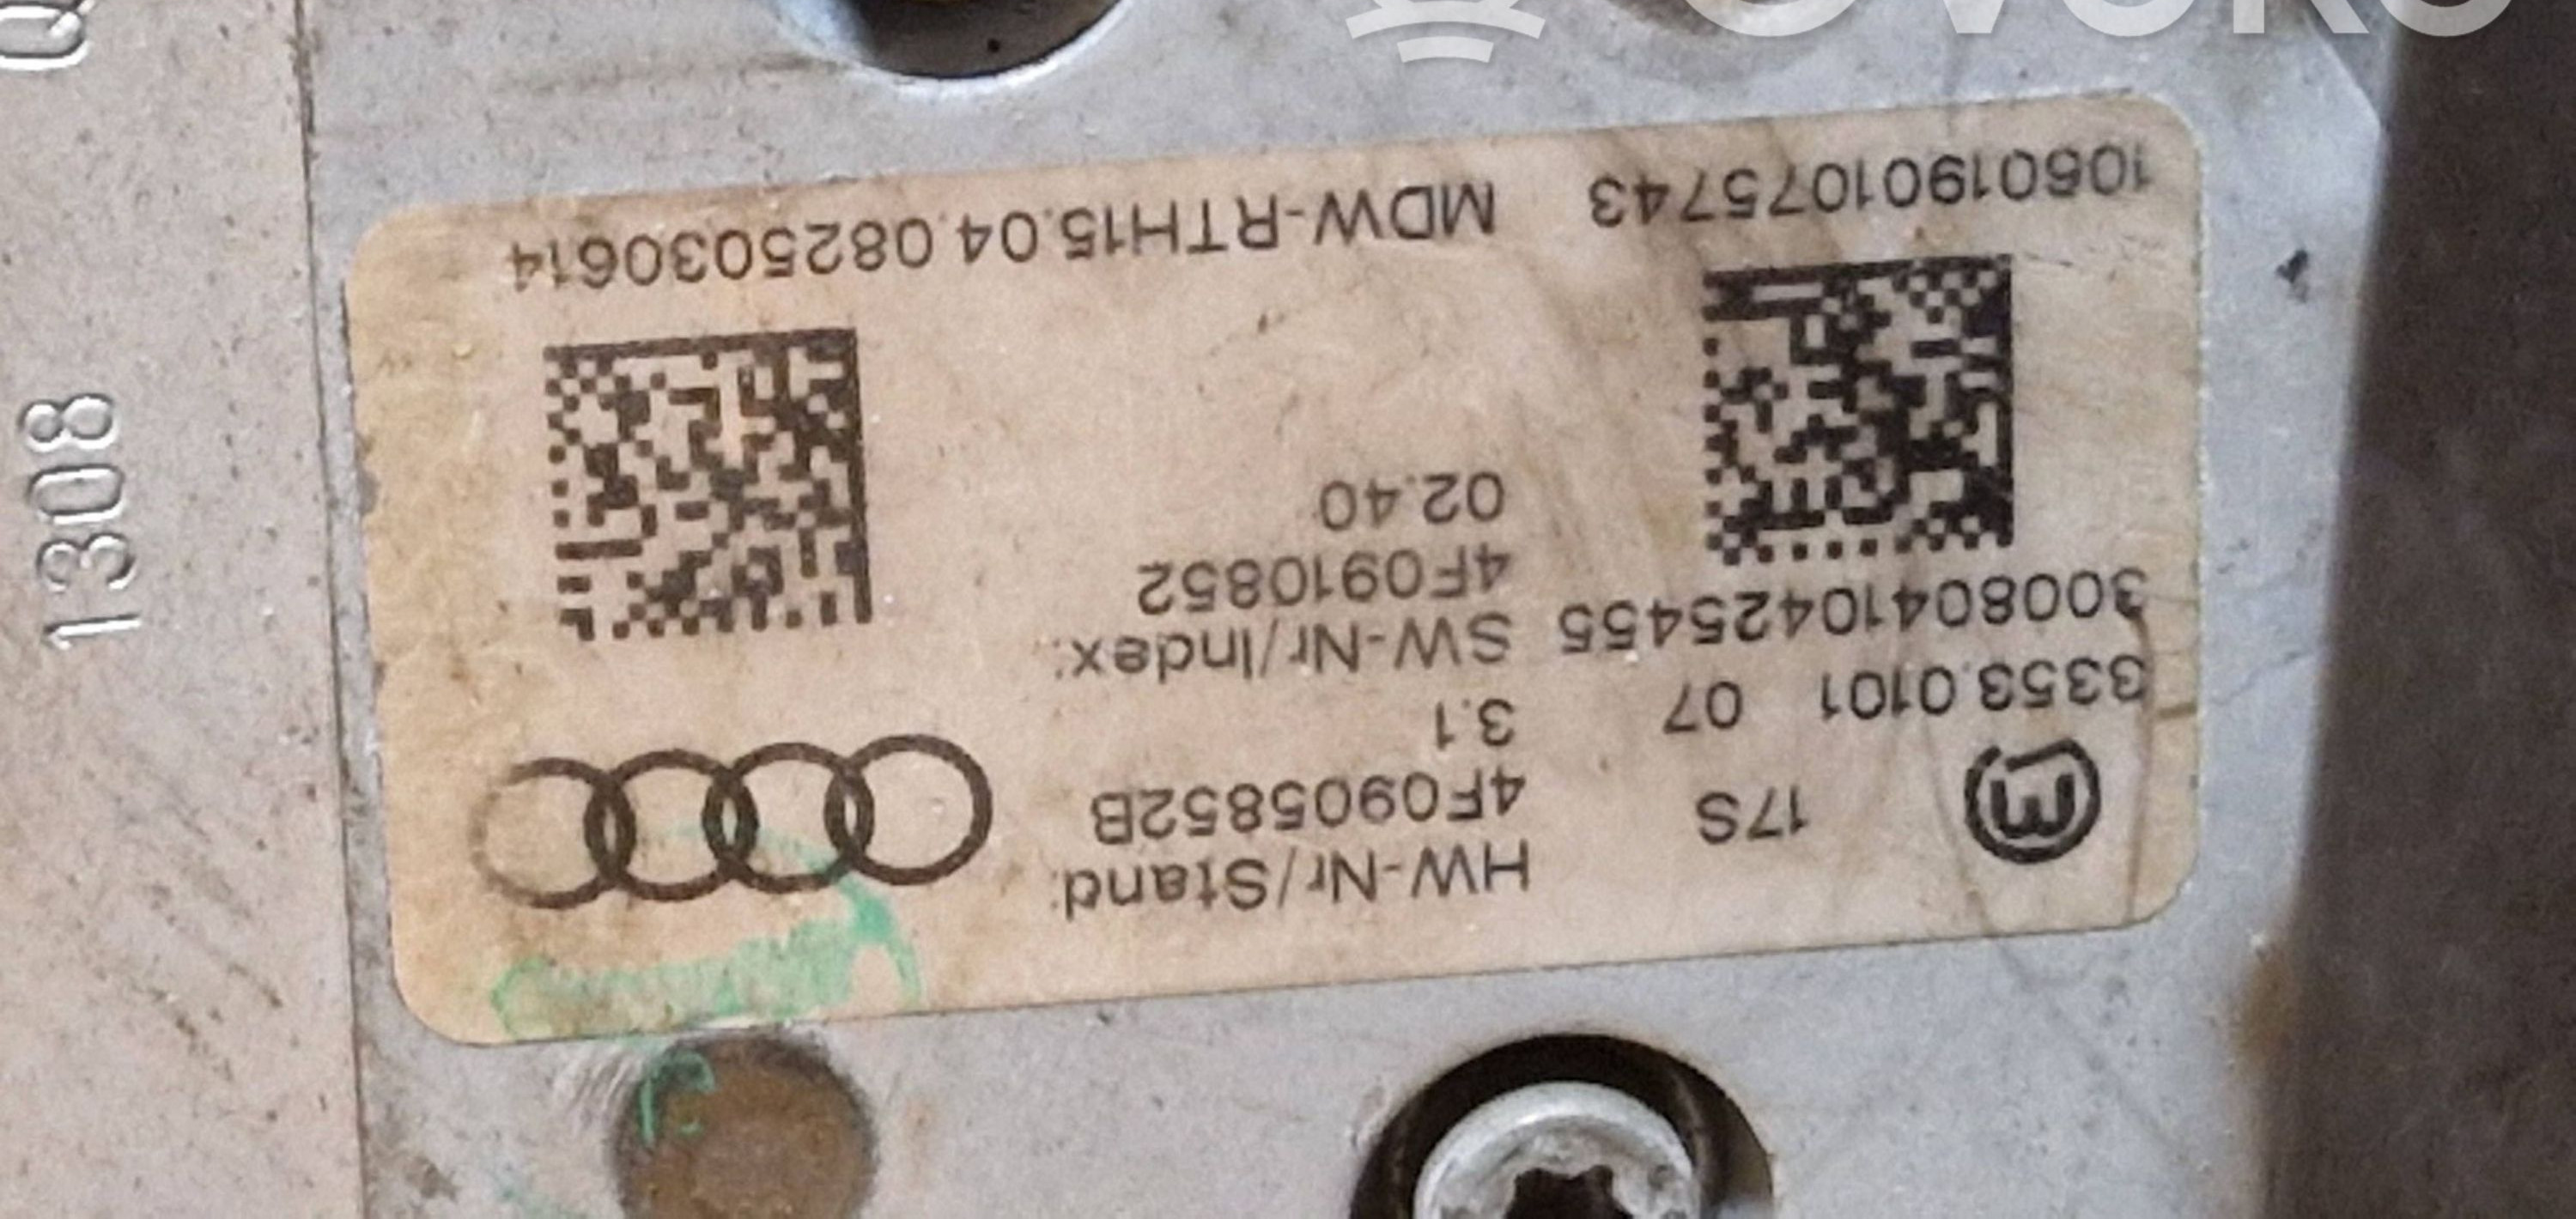 HW-Nr/Stand:
17S 4F0905852B
3.1
3353.0101 07
SW-Nr/Index:
30080410425455 4F0910852
02.40
10601901075743 MDW-RTH15.04.0825030614
1308